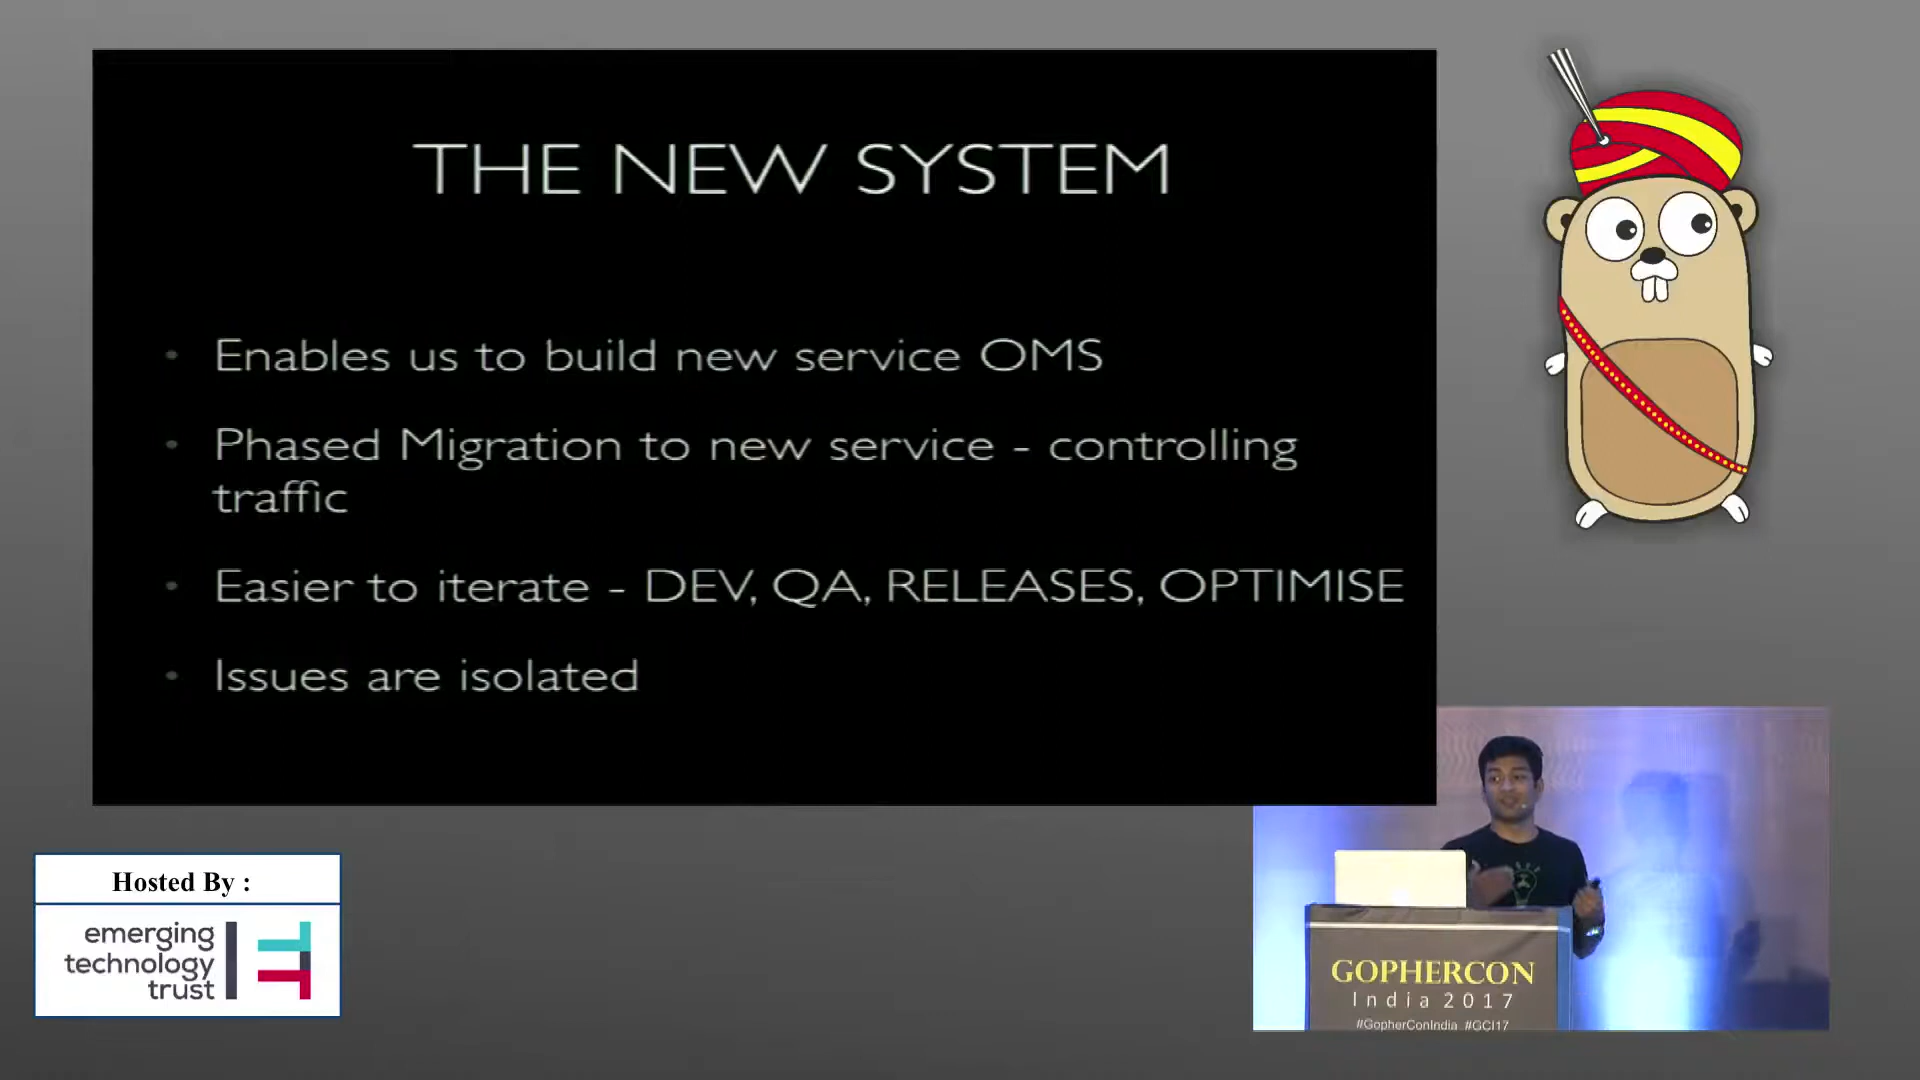 THE NEW SYSTEM
• Enables us to build new service OMS
• Phased Migration to new service - controlling
traffic
• Easier to iterate - DEV, QA, RELEASES, OPTIMISE
• Issues are isolated
Hosted By :
emerging
technology
trust
GOPHERCON
India 2017
#GopherConIndia #GCI17